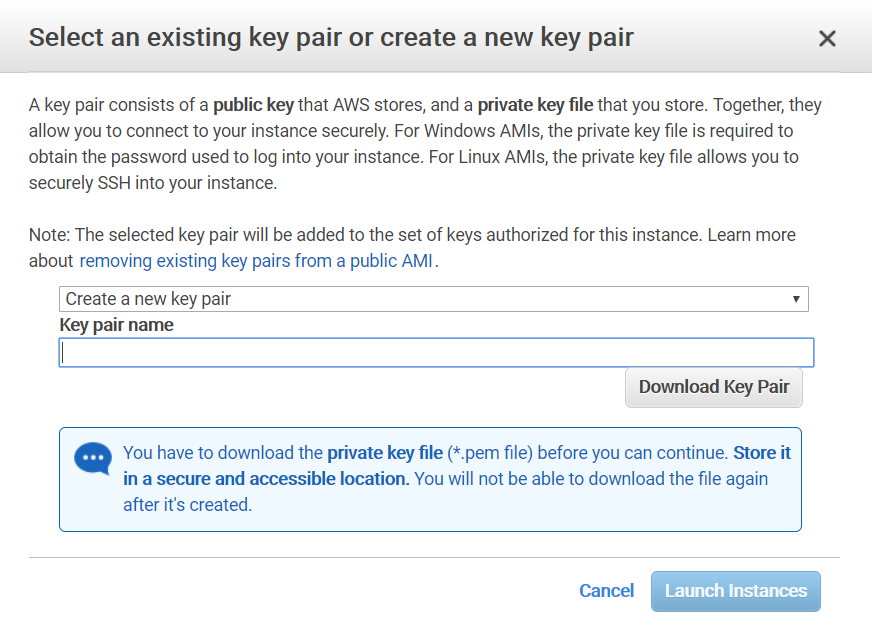 Select an existing key pair or create a new key pair
A key pair consists of a public key that AWS stores, and a private key file that you store. Together, they
allow you to connect to your instance securely. For Windows AMIs, the private key file is required to
obtain the password used to log into your instance. For Linux AMIs, the private key file allows you to
securely SSH into your instance.
Note: The selected key pair will be added to the set of keys authorized for this instance. Learn more
about removing existing key pairs from a public AMI.
Create a new key pair
Key pair name
Download Key Pair
You have to download the private key file (*.pem file) before you can continue. Store it
in a secure and accessible location. You will not be able to download the file again
after it's created.
Cancel
Launch Instances